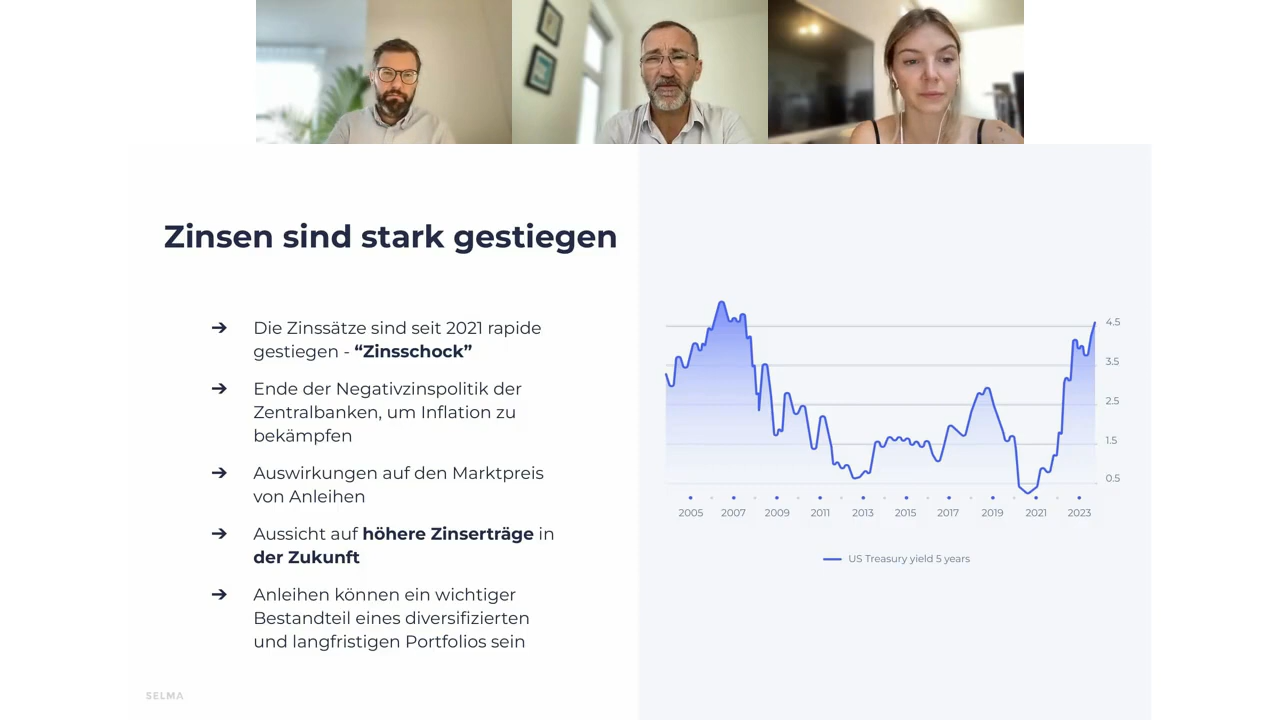 Zinsen sind stark gestiegen
➔ Die Zinssätze sind seit 2021 rapide
gestiegen - “Zinsschock”
➔ Ende der Negativzinspolitik der
Zentralbanken, um Inflation zu
bekämpfen
➔ Auswirkungen auf den Marktpreis
von Anleihen
➔ Aussicht auf höhere Zinserträge in
der Zukunft
➔ Anleihen können ein wichtiger
Bestandteil eines diversifizierten
und langfristigen Portfolios sein
SELMA
4.5
3.5
2.5
1.5
0.5
2005 2007 2009 2011 2013 2015 2017 2019 2021 2023
US Treasury yield 5 years